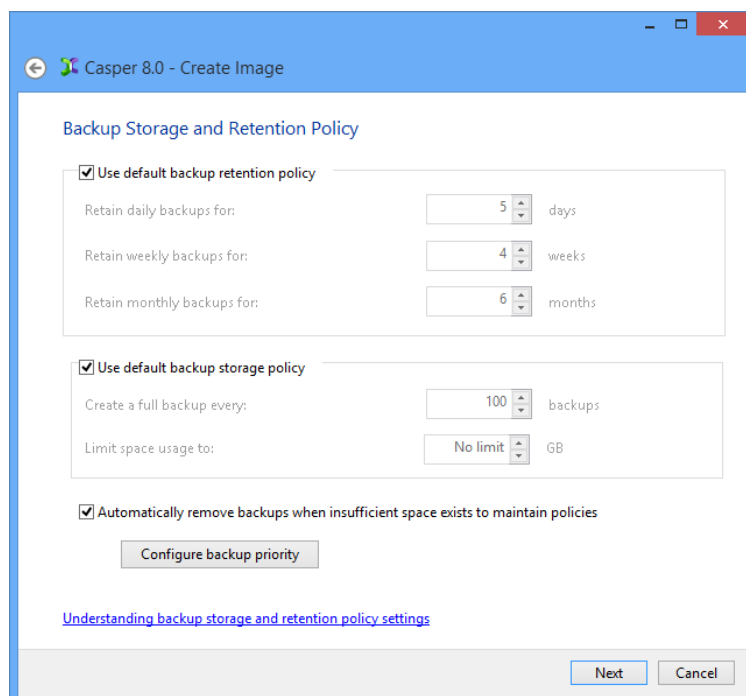 Casper 8.0 - Create Image
Backup Storage and Retention Policy
Use default backup retention policy
Retain daily backups for: 5 days
Retain weekly backups for: 4 weeks
Retain monthly backups for: 6 months
Use default backup storage policy
Create a full backup every: 100 backups
Limit space usage to: No limit GB
Automatically remove backups when insufficient space exists to maintain policies
Configure backup priority
Understanding backup storage and retention policy settings
Next Cancel